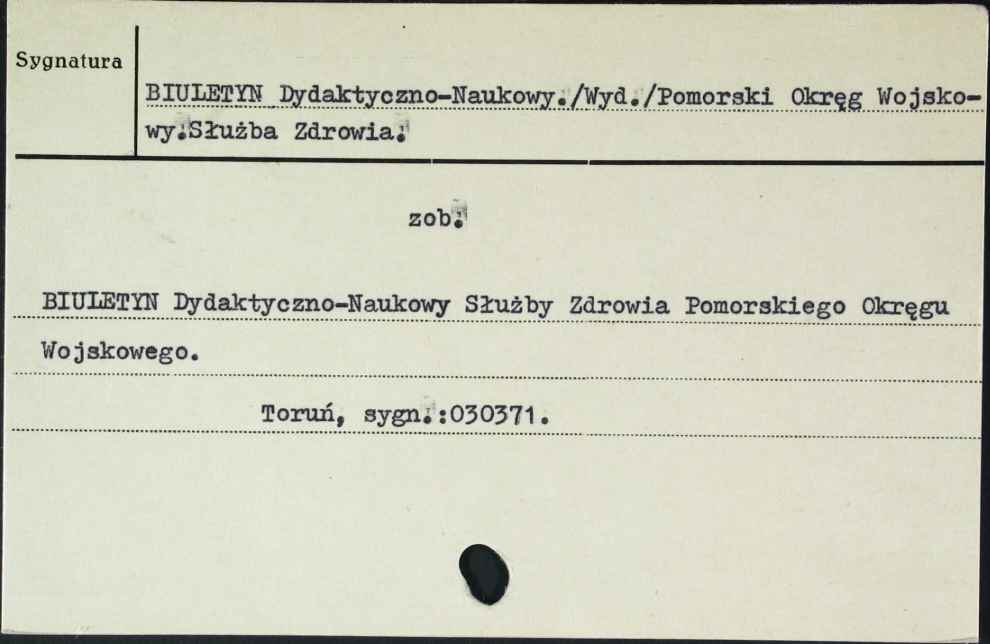 Sygnatura
BIULETYN Dydaktyczno-Naukowy./Wyd./Pomorski Okręg Wojsko-
wy.Służba Zdrowia.
zob.
BIULETYN Dydaktyczno-Naukowy Służby Zdrowia Pomorskiego Okręgu
Wojskowego.
Toruń, sygn.:030371.